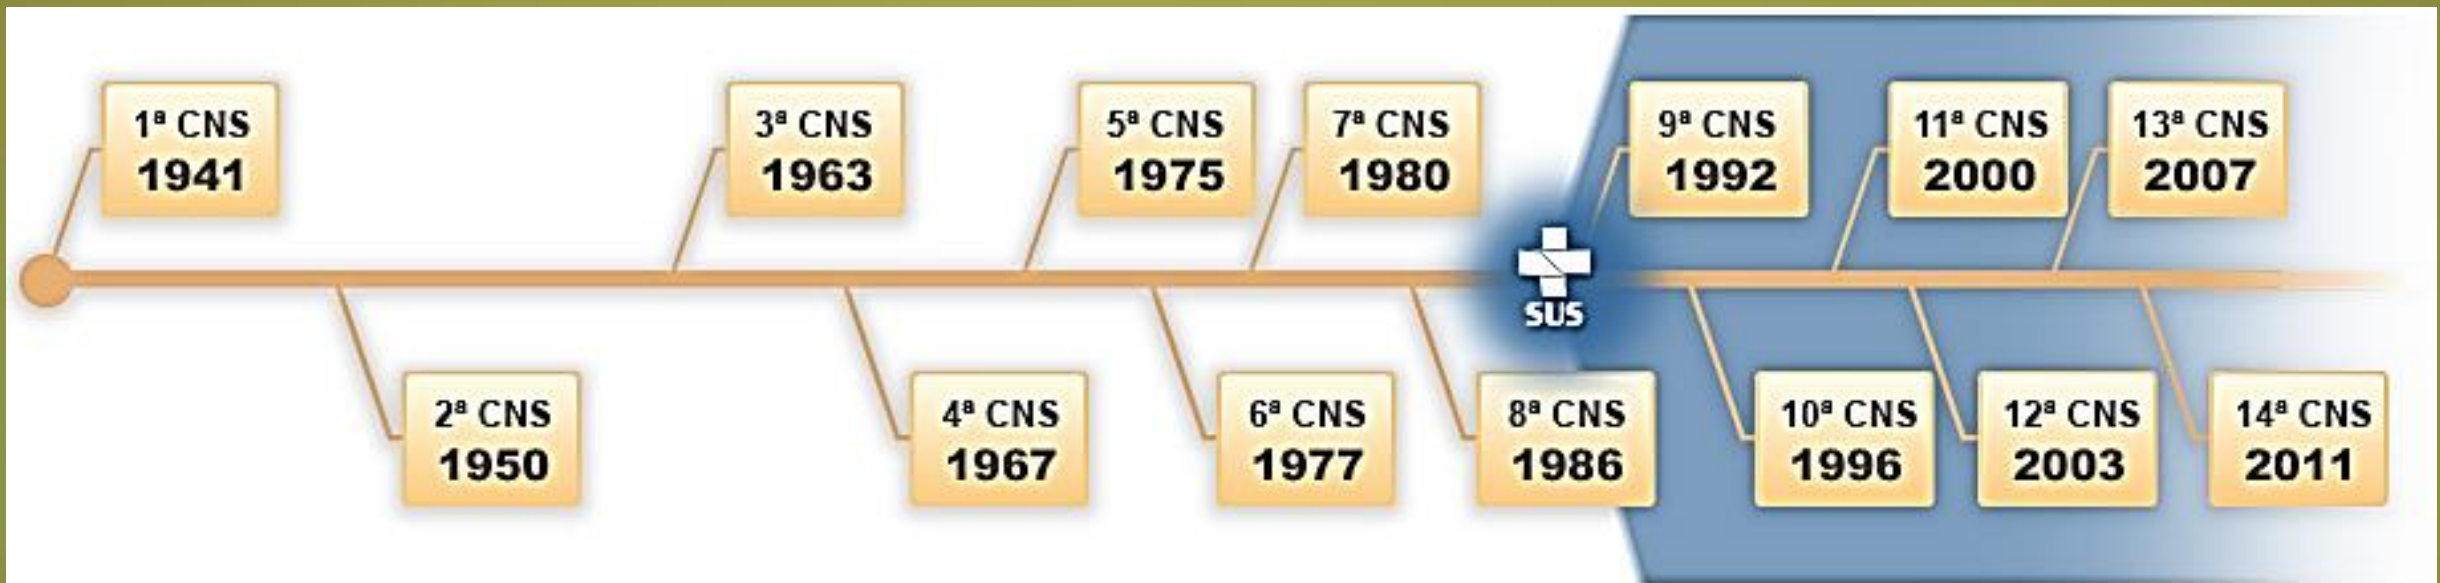 1ª CNS
1941
3ª CNS
1963
5ª CNS
1975
7ª CNS
1980
9ª CNS
1992
11ª CNS
2000
13ª CNS
2007
SUS
2ª CNS
1950
4ª CNS
1967
6ª CNS
1977
8ª CNS
1986
10ª CNS
1996
12ª CNS
2003
14ª CNS
2011